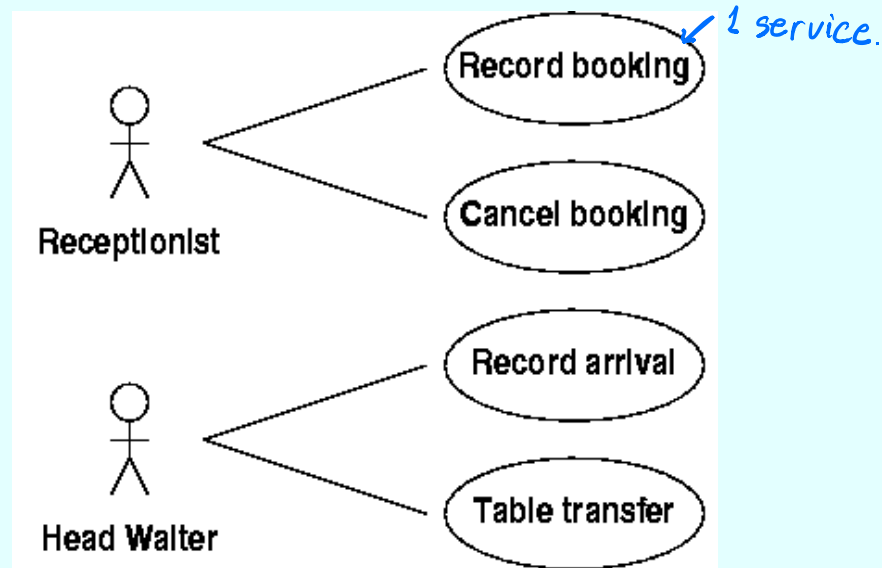 1 service.
Record booking
Cancel booking
Receptionist
Record arrival
Table transfer
Head Waiter